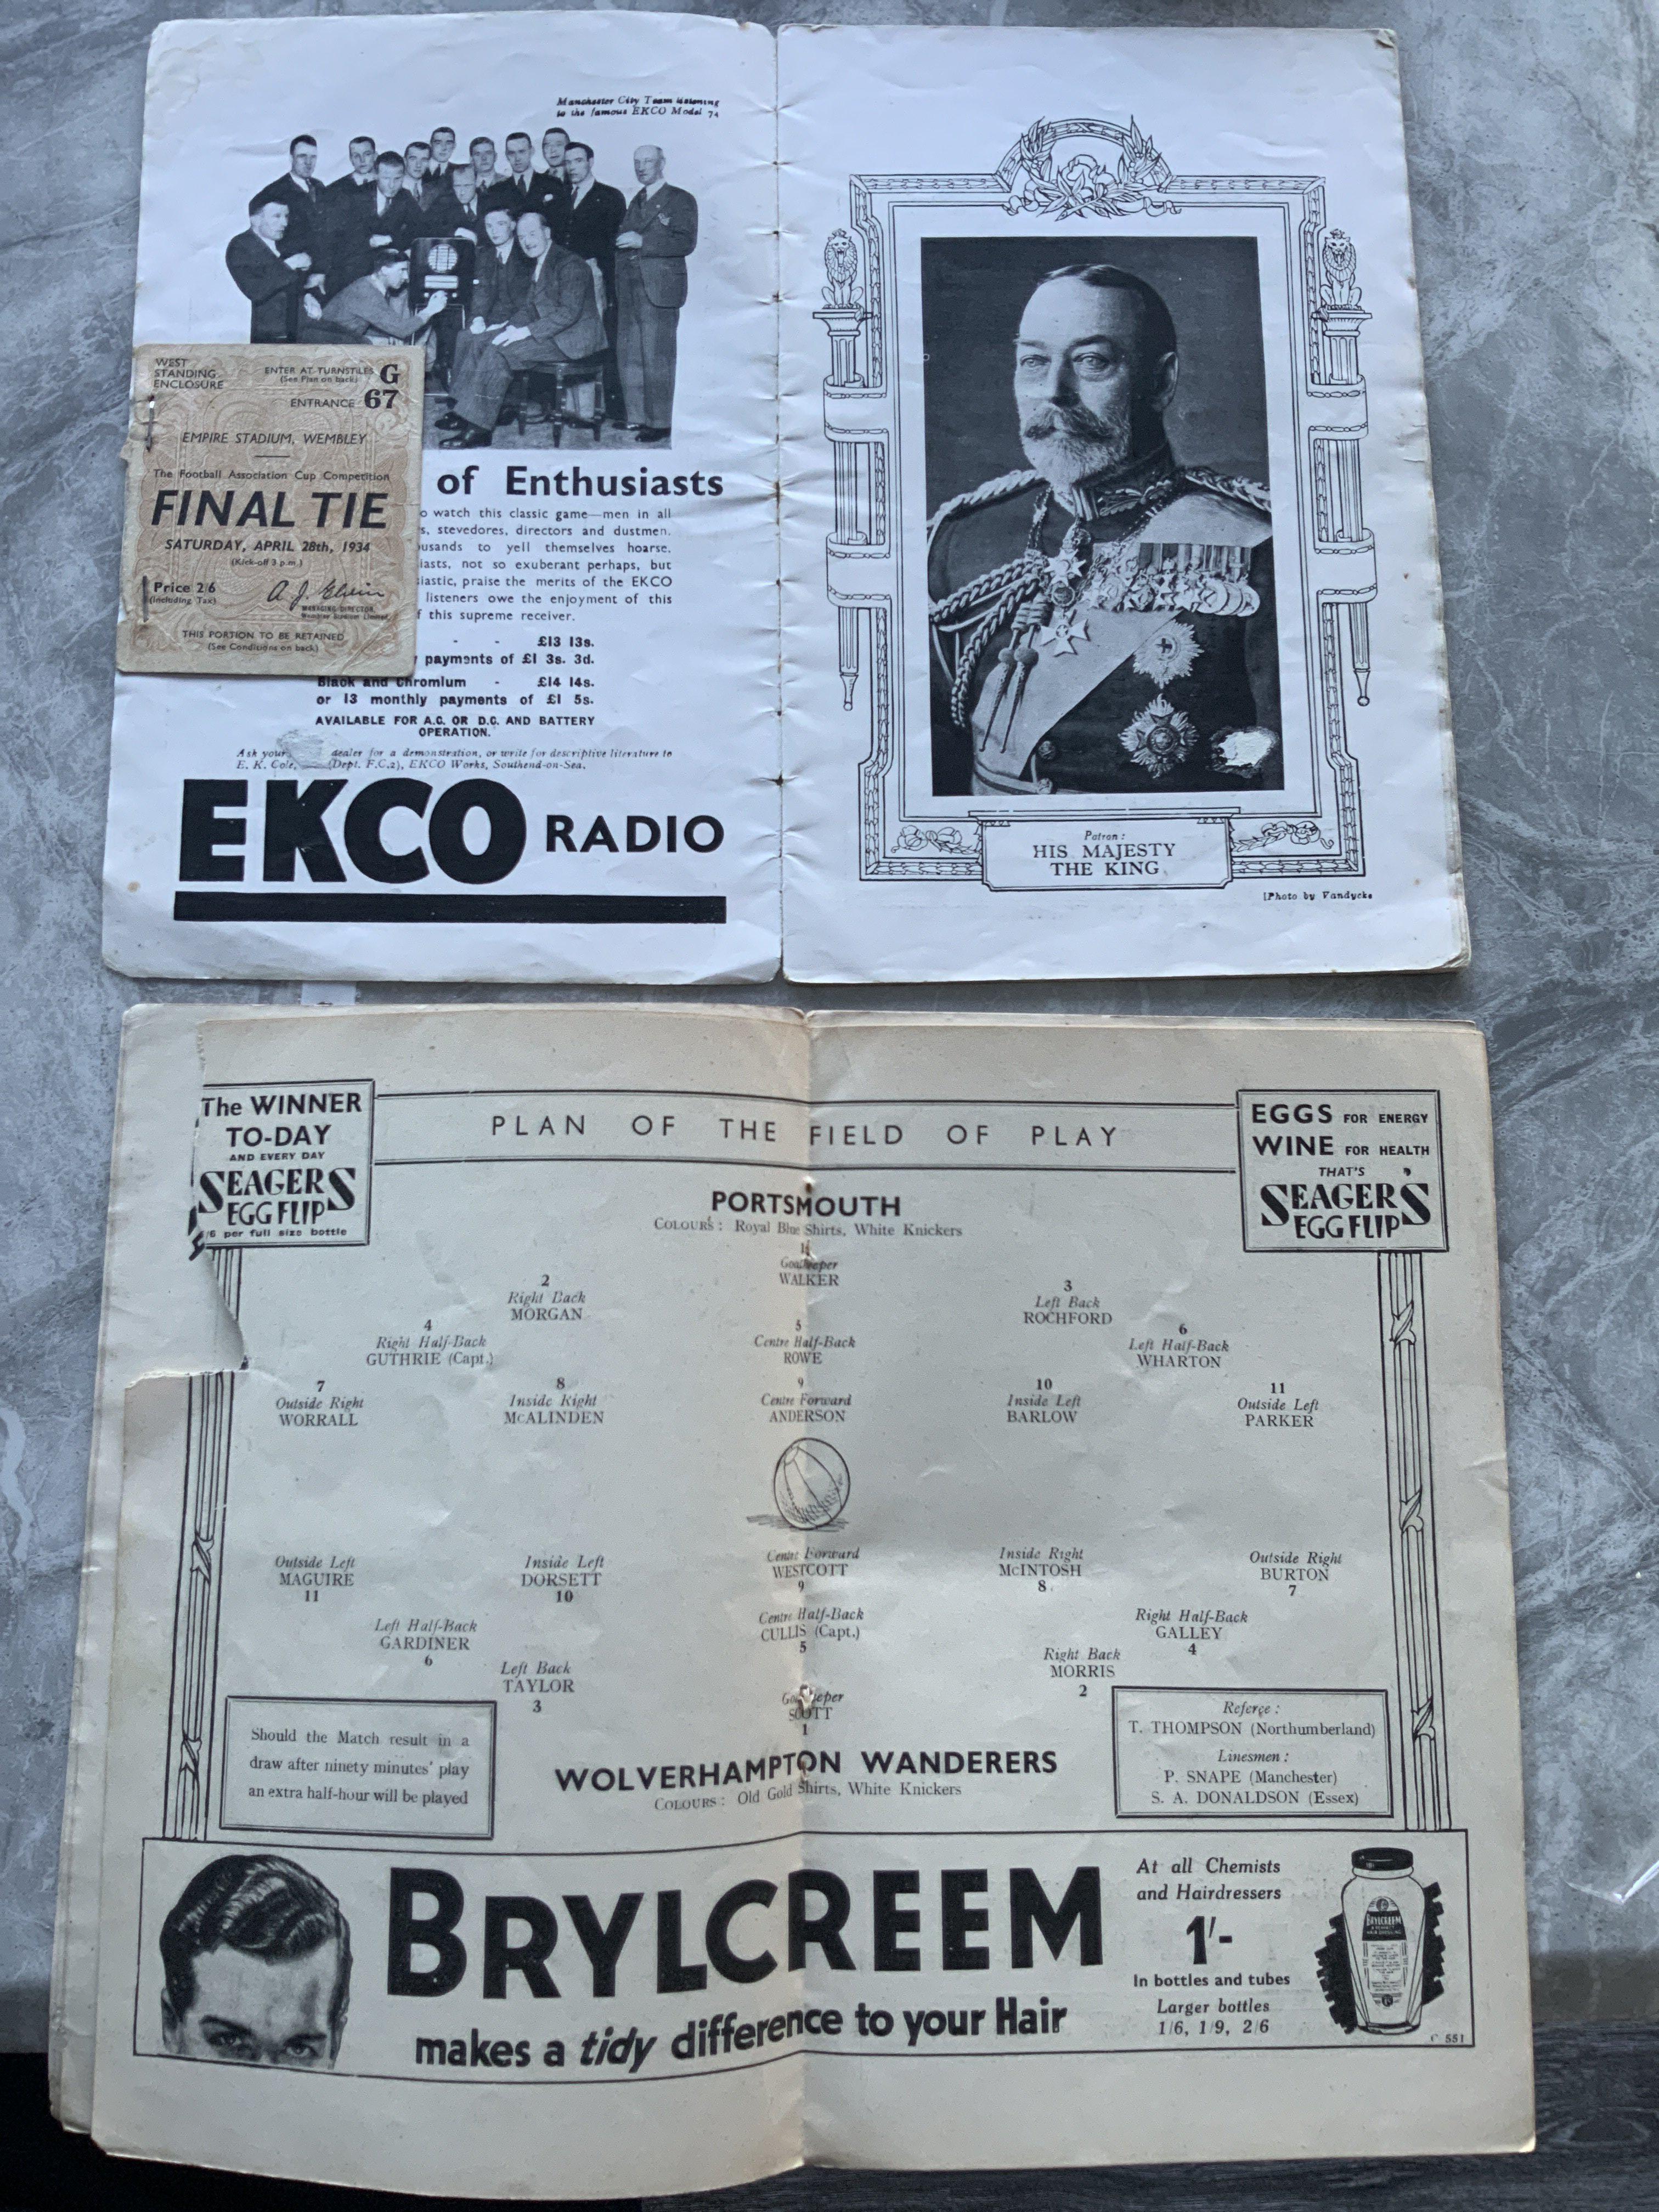 Manchester City Team listening
to the famous EKCO Model 74
WEST
STANDING
ENCLOSURE
ENTER AT TURNSTILES G
(See Plan on back)
ENTRANCE 67
EMPIRE STADIUM, WEMBLEY
The Football Association Cup Competition
FINAL TIE
SATURDAY, APRIL 28th, 1934
(Kick-off 3 p.m.)
Price 2/6
(Including Tax)
A. J. Elvin
MANAGING DIRECTOR
Wembley Stadium Limited
THIS PORTION TO BE RETAINED
(See Conditions on back)
of Enthusiasts
watch this classic game—men in all
stevedores, directors and dustmen.
to yell themselves hoarse.
not so exuberant perhaps, but
praise the merits of the EKCO
listeners owe the enjoyment of this
this supreme receiver.
- - £13 13s.
payments of £1 3s. 3d.
Black and Chromium - £14 14s.
or 13 monthly payments of £1 5s.
AVAILABLE FOR A.C. OR D.C. AND BATTERY
OPERATION.
Ask your dealer for a demonstration, or write for descriptive literature to
E. K. Cole, (Dept. F.C.2), EKCO Works, Southend-on-Sea.
EKCO RADIO
Patron:
HIS MAJESTY
THE KING
[Photo by Vandycke
The WINNER
TO-DAY
AND EVERY DAY
SEAGERS
EGG FLIP
/6 per full size bottle
PLAN OF THE FIELD OF PLAY
EGGS FOR ENERGY
WINE FOR HEALTH
THAT'S
SEAGER'S
EGG FLIP
PORTSMOUTH
COLOURS: Royal Blue Shirts, White Knickers
1
Goalkeeper
WALKER
2
Right Back
MORGAN
3
Left Back
ROCHFORD
4
Right Half-Back
GUTHRIE (Capt.)
5
Centre Half-Back
ROWE
6
Left Half-Back
WHARTON
7
Outside Right
WORRALL
8
Inside Right
McALINDEN
9
Centre Forward
ANDERSON
10
Inside Left
BARLOW
11
Outside Left
PARKER
Outside Left
MAGUIRE
11
Inside Left
DORSETT
10
Centre Forward
WESTCOTT
9
Inside Right
McINTOSH
8
Outside Right
BURTON
7
Left Half-Back
GARDINER
6
Centre Half-Back
CULLIS (Capt.)
5
Right Half-Back
GALLEY
4
Left Back
TAYLOR
3
Right Back
MORRIS
2
Goalkeeper
SCOTT
1
Should the Match result in a
draw after ninety minutes' play
an extra half-hour will be played
WOLVERHAMPTON WANDERERS
COLOURS: Old Gold Shirts, White Knickers
Referee:
T. THOMPSON (Northumberland)
Linesmen:
P. SNAPE (Manchester)
S. A. DONALDSON (Essex)
BRYLCREEM
makes a tidy difference to your Hair
At all Chemists
and Hairdressers
1/-
In bottles and tubes
Larger bottles
1/6, 1/9, 2/6
BRYLCREEM
C 551